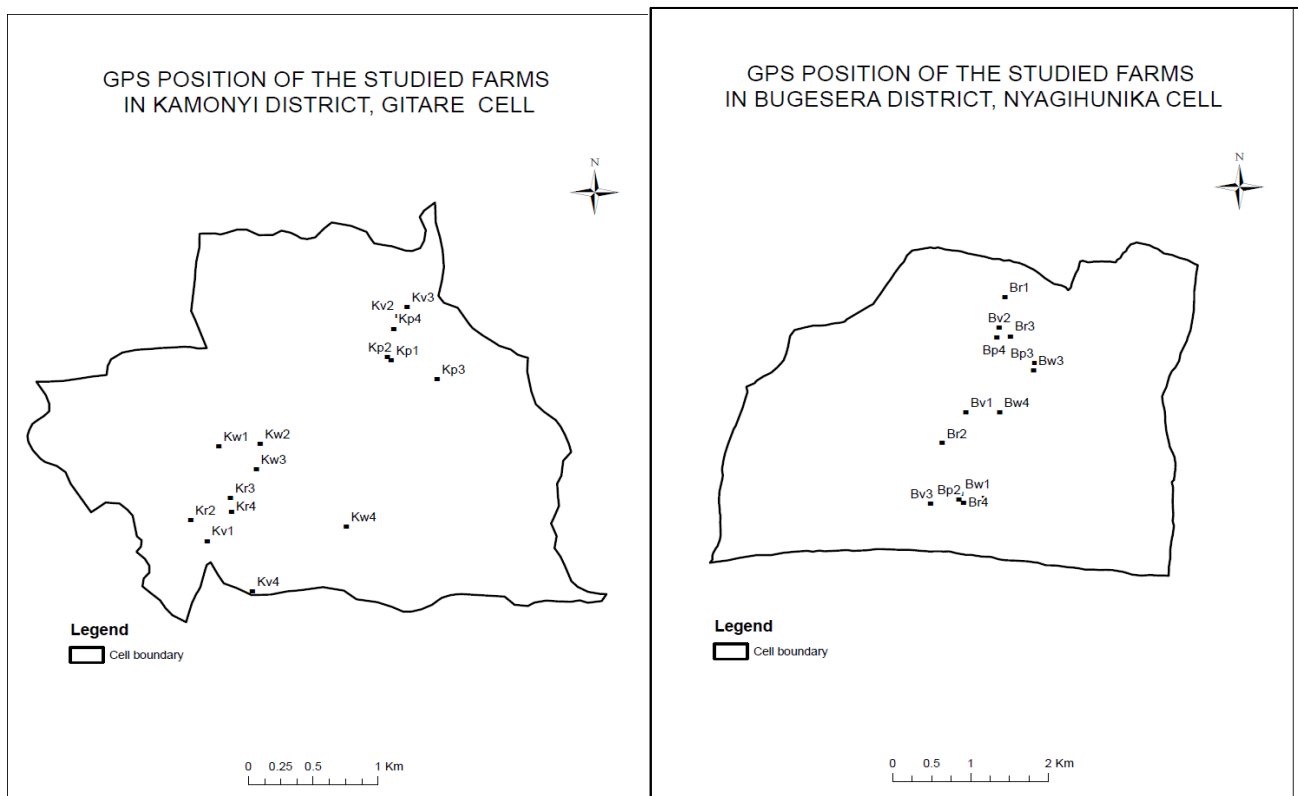 GPS POSITION OF THE STUDIED FARMS
IN KAMONYI DISTRICT, GITARE CELL
N
Kv3
Kv2
Kp4
Kp2 Kp1
Kp3
Kw1 Kw2
Kw3
Kr3
Kr4
Kr2
Kw4
Kv1
Kv4
Legend
Cell boundary
0 0.25 0.5 1 Km
GPS POSITION OF THE STUDIED FARMS
IN BUGESERA DISTRICT, NYAGIHUNIKA CELL
N
Br1
Bv2 Br3
Bp4 Bp3
Bw3
Bv1 Bw4
Br2
Bv3 Bp2 Bw1
Br4
Legend
Cell boundary
0 0.5 1 2 Km